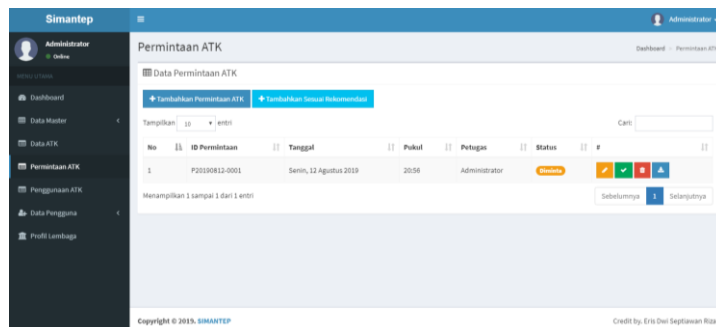 Simantep
Administrator
Administrator
Online
MENU UTAMA
Dashboard
Data Master
Data ATK
Permintaan ATK
Penggunaan ATK
Data Pengguna
Profil Lembaga
Permintaan ATK
Dashboard
Permintaan AT
Data Permintaan ATK
Tambahkan Permintaan ATK
Tambahkan Sesuai Rekomendasi
Tampilkan 10 entri
Cari:
No ID Permintaan Tanggal Pukul Petugas Status #
1 P20190812-0001 Senin, 12 Agustus 2019 20:56 Administrator Diminta
Menampilkan 1 sampai 1 dari 1 entri
Sebelumnya 1 Selanjutnya
Copyright © 2019. SIMANTEP
Credit by. Eris Dwi Septiawan Riza